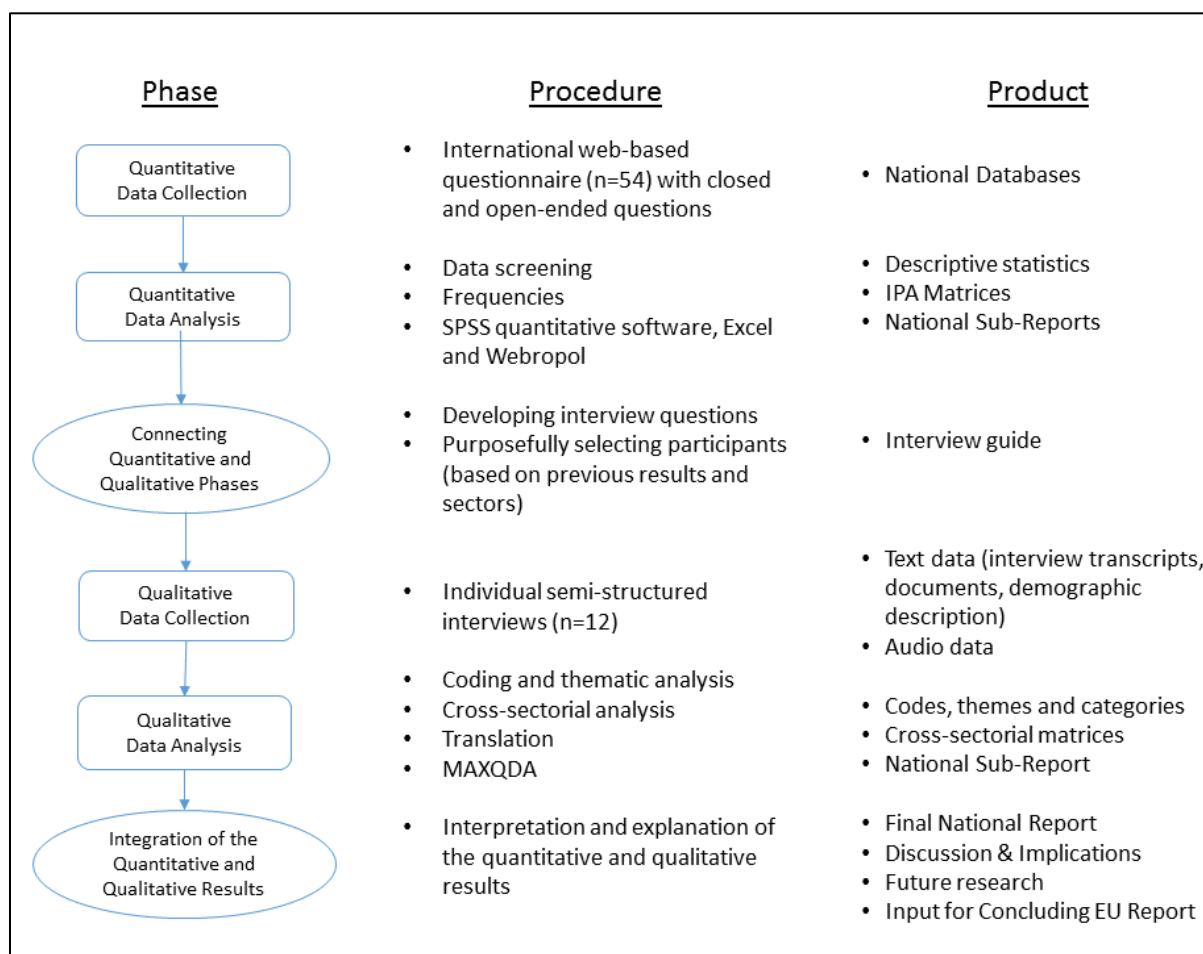 Phase
Procedure
Product
Quantitative
Data Collection
• International web-based
questionnaire (n=54) with closed
and open-ended questions
• National Databases
Quantitative
Data Analysis
• Data screening
• Frequencies
• SPSS quantitative software, Excel
and Webropol
• Descriptive statistics
• IPA Matrices
• National Sub-Reports
Connecting
Quantitative and
Qualitative Phases
• Developing interview questions
• Purposefully selecting participants
(based on previous results and
sectors)
• Interview guide
Qualitative
Data Collection
• Individual semi-structured
interviews (n=12)
• Text data (interview transcripts,
documents, demographic
description)
• Audio data
Qualitative
Data Analysis
• Coding and thematic analysis
• Cross-sectorial analysis
• Translation
• MAXQDA
• Codes, themes and categories
• Cross-sectorial matrices
• National Sub-Report
Integration of the
Quantitative and
Qualitative Results
• Interpretation and explanation of
the quantitative and qualitative
results
• Final National Report
• Discussion & Implications
• Future research
• Input for Concluding EU Report